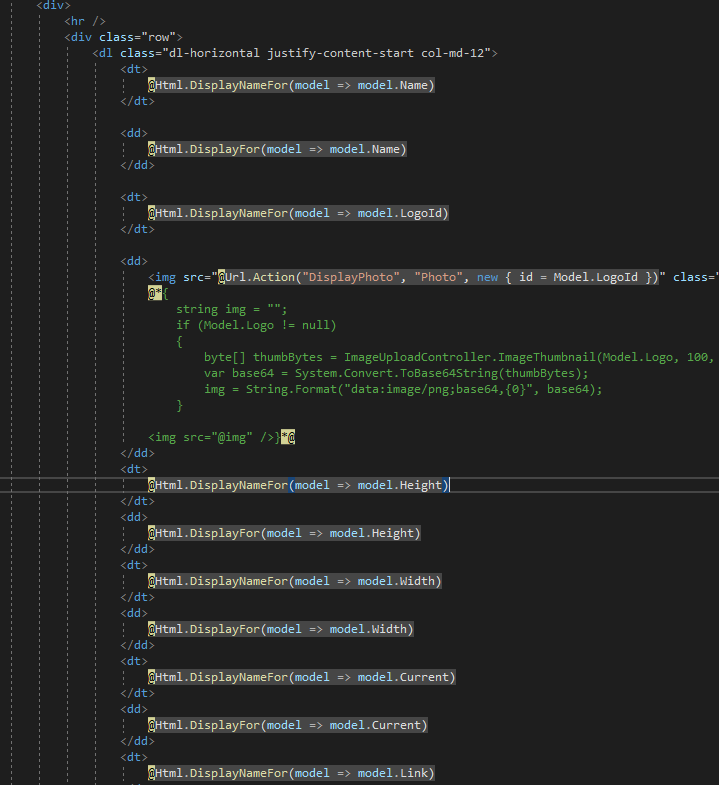 <div>
<hr />
<div class="row">
<dl class="dl-horizontal justify-content-start col-md-12">
<dt>
@Html.DisplayNameFor(model => model.Name)
</dt>
<dd>
@Html.DisplayFor(model => model.Name)
</dd>
<dt>
@Html.DisplayNameFor(model => model.LogoId)
</dt>
<dd>
<img src="@Url.Action("DisplayPhoto", "Photo", new { id = Model.LogoId })" class="
@*{
string img = "";
if (Model.Logo != null)
{
byte[] thumbBytes = ImageUploadController.ImageThumbnail(Model.Logo, 100,
var base64 = System.Convert.ToBase64String(thumbBytes);
img = String.Format("data:image/png;base64,{0}", base64);
}
<img src="@img" />}*@
</dd>
<dt>
@Html.DisplayNameFor(model => model.Height)
</dt>
<dd>
@Html.DisplayFor(model => model.Height)
</dd>
<dt>
@Html.DisplayNameFor(model => model.Width)
</dt>
<dd>
@Html.DisplayFor(model => model.Width)
</dd>
<dt>
@Html.DisplayNameFor(model => model.Current)
</dt>
<dd>
@Html.DisplayFor(model => model.Current)
</dd>
<dt>
@Html.DisplayNameFor(model => model.Link)